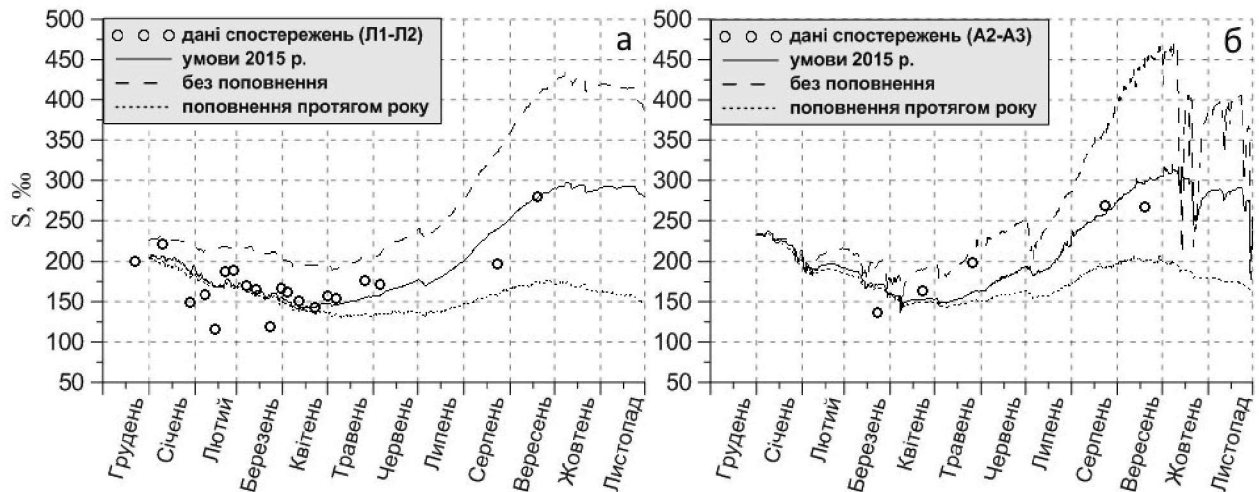 500
450
400
350
300
250
200
150
100
50
S, ‰
дані спостережень (Л1-Л2)
умови 2015 р.
без поповнення
поповнення протягом року
а
Грудень
Січень
Лютий
Березень
Квітень
Травень
Червень
Липень
Серпень
Вересень
Жовтень
Листопад
500
450
400
350
300
250
200
150
100
50
дані спостережень (А2-А3)
умови 2015 р.
без поповнення
поповнення протягом року
б
Грудень
Січень
Лютий
Березень
Квітень
Травень
Червень
Липень
Серпень
Вересень
Жовтень
Листопад